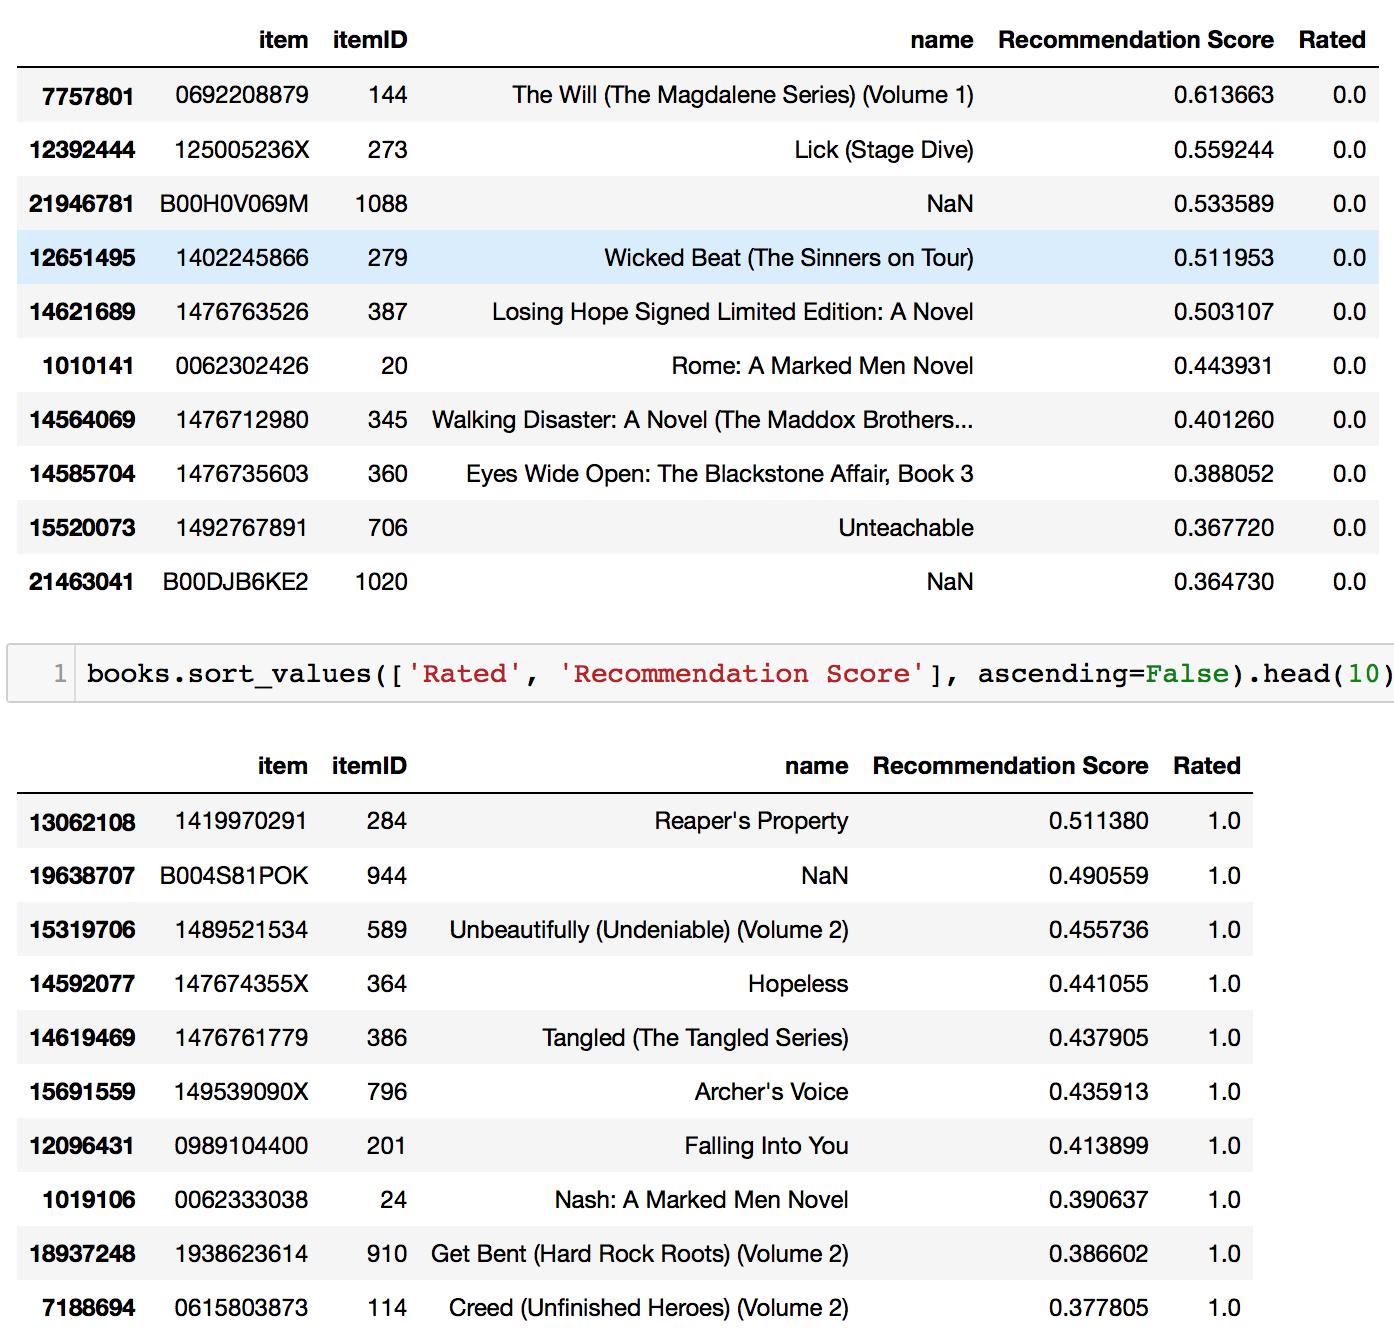 item itemID name Recommendation Score Rated
7757801 0692208879 144 The Will (The Magdalene Series) (Volume 1) 0.613663 0.0
12392444 125005236X 273 Lick (Stage Dive) 0.559244 0.0
21946781 B00H0V069M 1088 NaN 0.533589 0.0
12651495 1402245866 279 Wicked Beat (The Sinners on Tour) 0.511953 0.0
14621689 1476763526 387 Losing Hope Signed Limited Edition: A Novel 0.503107 0.0
1010141 0062302426 20 Rome: A Marked Men Novel 0.443931 0.0
14564069 1476712980 345 Walking Disaster: A Novel (The Maddox Brothers... 0.401260 0.0
14585704 1476735603 360 Eyes Wide Open: The Blackstone Affair, Book 3 0.388052 0.0
15520073 1492767891 706 Unteachable 0.367720 0.0
21463041 B00DJB6KE2 1020 NaN 0.364730 0.0
1 books.sort_values(['Rated', 'Recommendation Score'], ascending=False).head(10)
item itemID name Recommendation Score Rated
13062108 1419970291 284 Reaper's Property 0.511380 1.0
19638707 B004S81POK 944 NaN 0.490559 1.0
15319706 1489521534 589 Unbeautifully (Undeniable) (Volume 2) 0.455736 1.0
14592077 147674355X 364 Hopeless 0.441055 1.0
14619469 1476761779 386 Tangled (The Tangled Series) 0.437905 1.0
15691559 149539090X 796 Archer's Voice 0.435913 1.0
12096431 0989104400 201 Falling Into You 0.413899 1.0
1019106 0062333038 24 Nash: A Marked Men Novel 0.390637 1.0
18937248 1938623614 910 Get Bent (Hard Rock Roots) (Volume 2) 0.386602 1.0
7188694 0615803873 114 Creed (Unfinished Heroes) (Volume 2) 0.377805 1.0